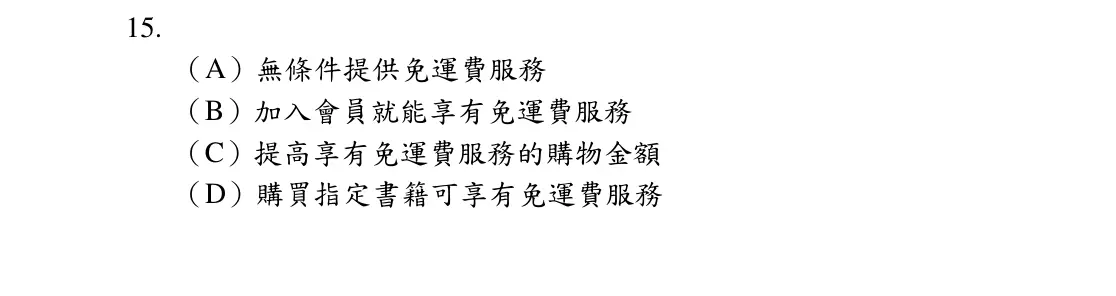 15.
（A）無條件提供免運費服務
（B）加入會員就能享有免運費服務
（C）提高享有免運費服務的購物金額
（D）購買指定書籍可享有免運費服務